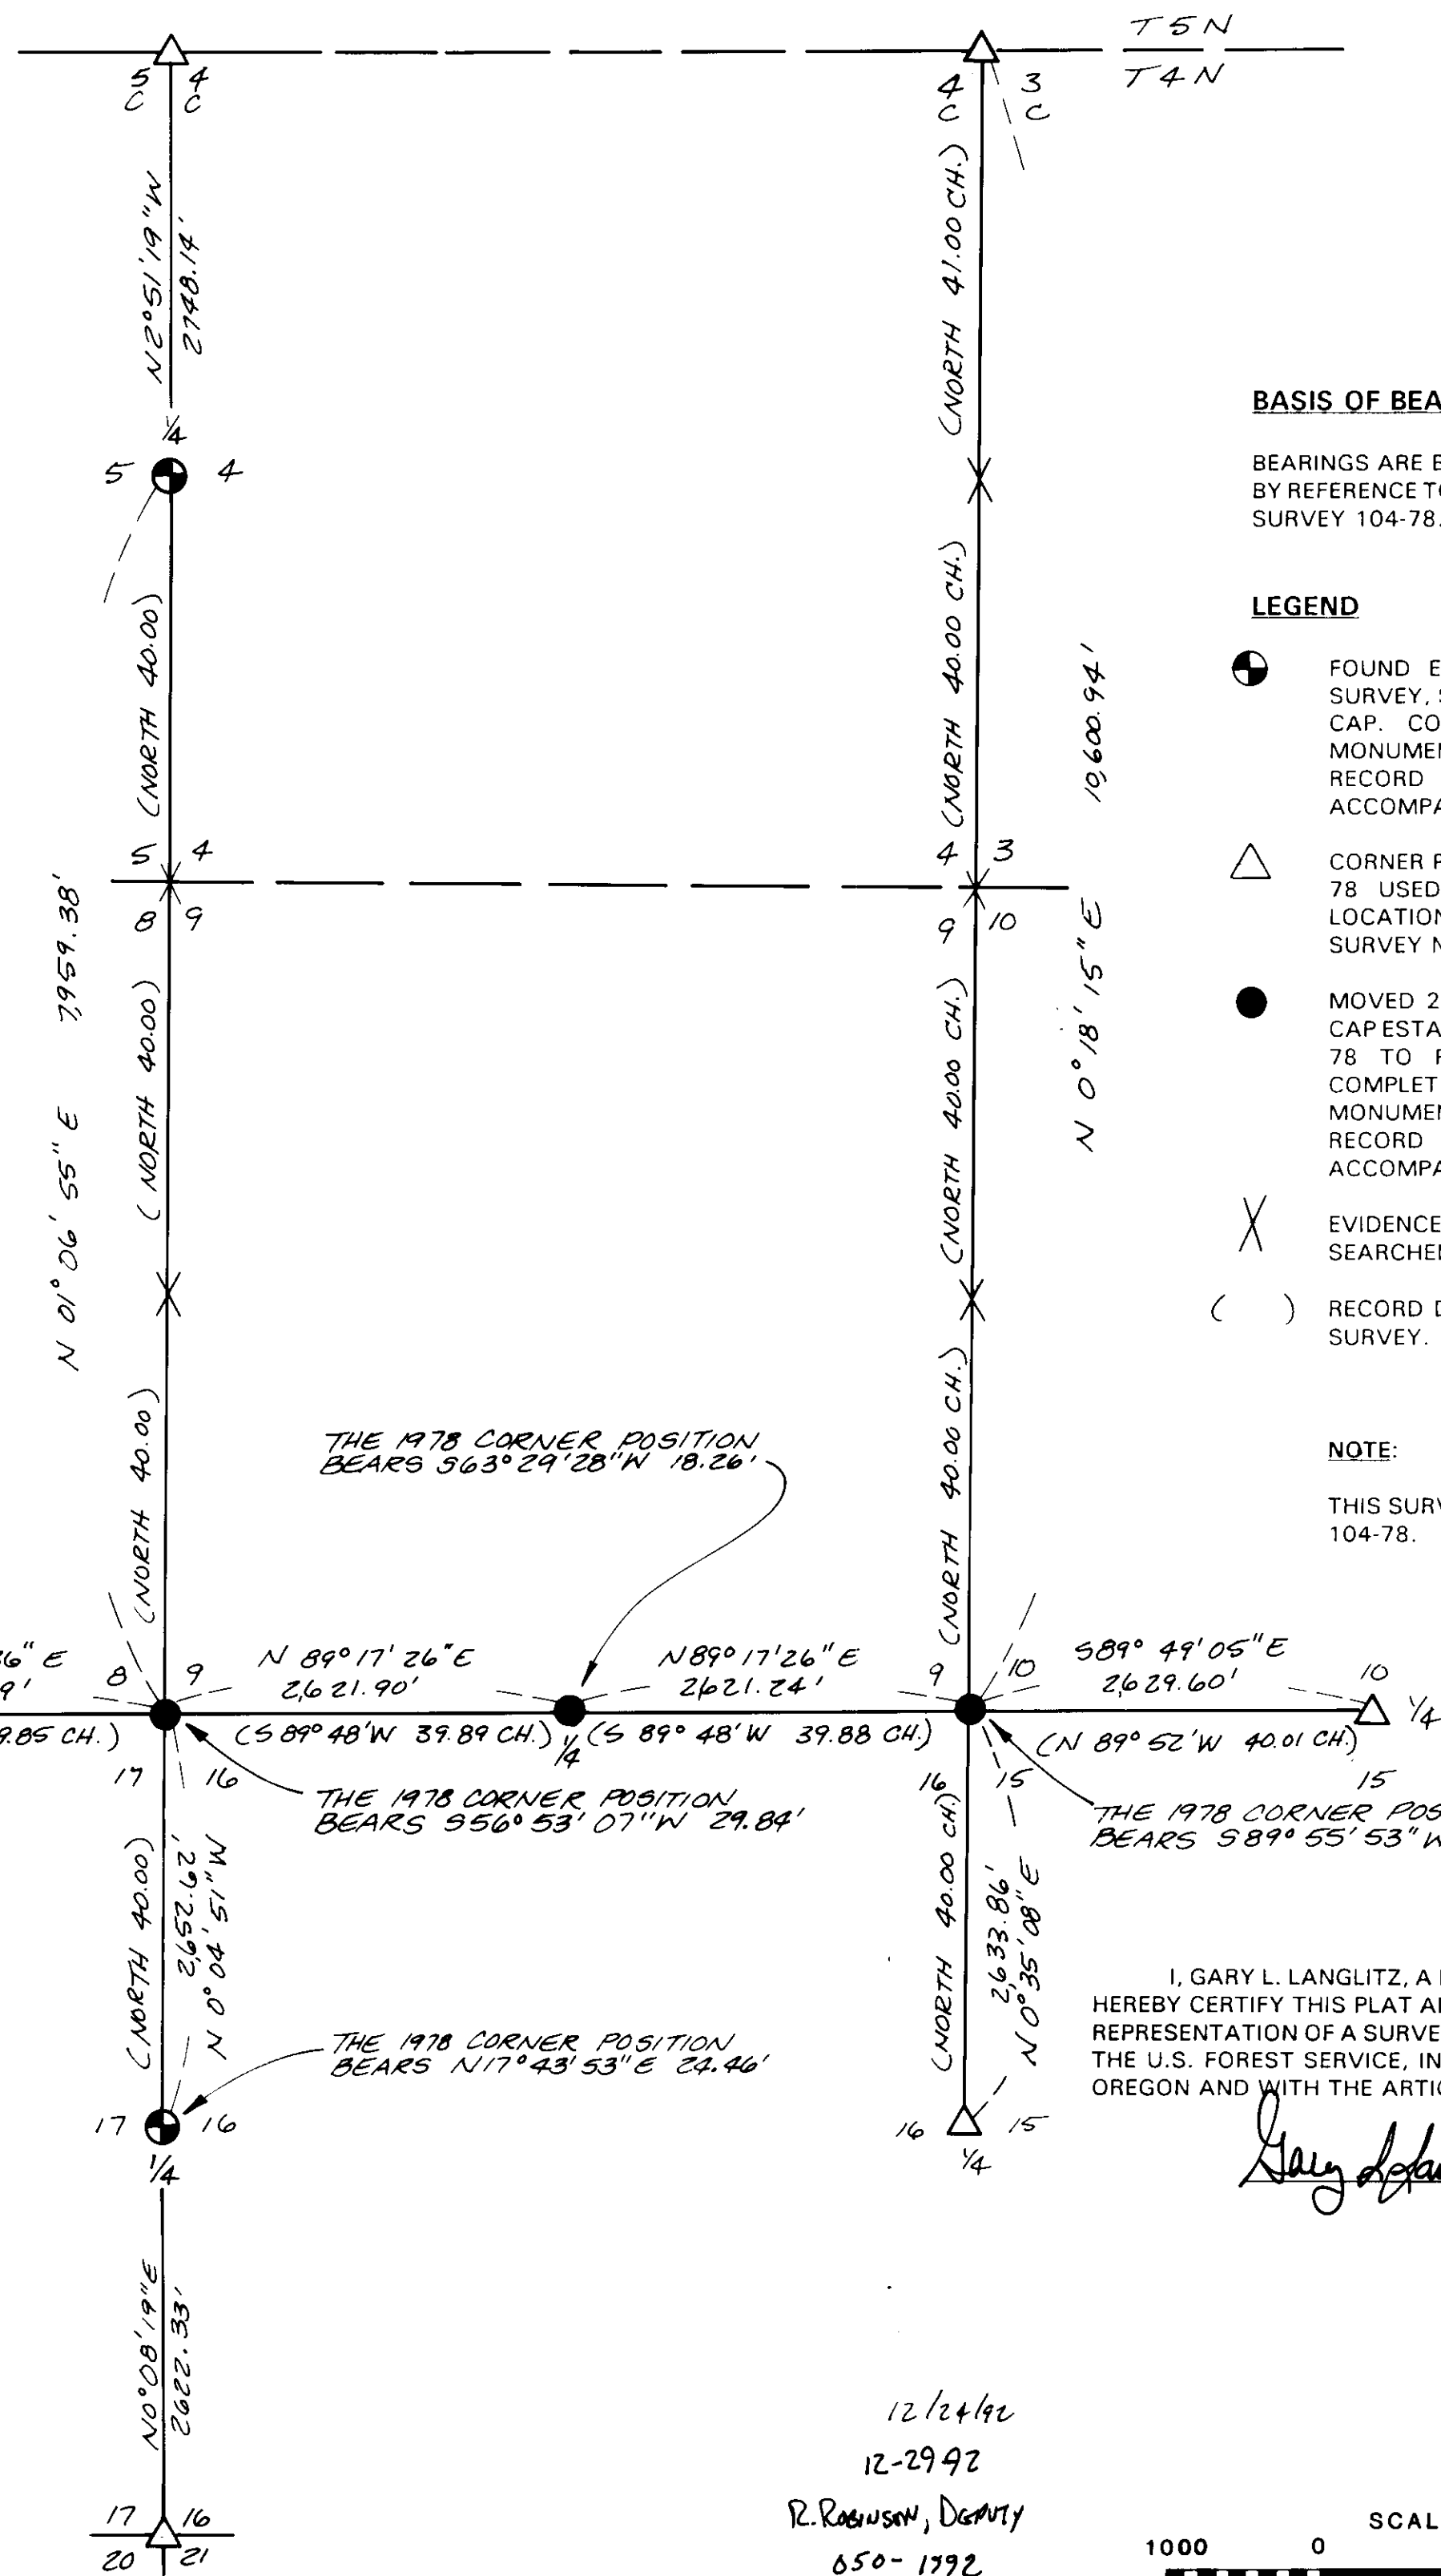 T5N
T4N
5 4
C C
4 3
C C
N2°51'19"W
2748.14'
(NORTH 41.00 CH.)
1/4
5 4
(NORTH 40.00)
(NORTH 40.00 CH.)
5 4
8 9
4 3
9 10
7,959.38'
N 01° 06' 55" E
(NORTH 40.00)
(NORTH 40.00 CH.)
10,600.94'
N 0° 18' 15" E
(NORTH 40.00)
(NORTH 40.00 CH.)
BASIS OF BEA
BEARINGS ARE B
BY REFERENCE TO
SURVEY 104-78.
LEGEND
FOUND E
SURVEY, S
CAP. CO
MONUMEN
RECORD
ACCOMPA
CORNER P
78 USED
LOCATION
SURVEY N
MOVED 2
CAP ESTA
78 TO P
COMPLET
MONUMEN
RECORD
ACCOMPA
EVIDENCE
SEARCHE
( ) RECORD D
SURVEY.
NOTE:
THIS SURV
104-78.
THE 1978 CORNER POSITION
BEARS S63°29'28"W 18.26'
6" E
9'
9.85 CH.)
8 9
17 16
N 89°17'26"E
2,621.90'
(S 89°48'W 39.89 CH.)
1/4
N89°17'26"E
2,621.24'
(S 89°48'W 39.88 CH.)
9 10
16 15
S89° 49'05"E
2,629.60'
(N 89°52'W 40.01 CH.)
10
1/4
15
THE 1978 CORNER POSITION
BEARS S56°53'07"W 29.84'
THE 1978 CORNER POS
BEARS S89°55'53"W
(NORTH 40.00)
2,652.62'
N 0°04'51"W
(NORTH 40.00 CH.)
2,633.86'
N 0°35'08"E
THE 1978 CORNER POSITION
BEARS N17°43'53"E 24.46'
17 16
1/4
16 15
1/4
I, GARY L. LANGLITZ, A
HEREBY CERTIFY THIS PLAT A
REPRESENTATION OF A SURVE
THE U.S. FOREST SERVICE, IN
OREGON AND WITH THE ARTIC
Gary L La
N0°08'19"E
2622.33'
17 16
20 21
12/24/92
12-29-92
R. ROBINSON, DEPUTY
050-1992
SCAL
1000 0